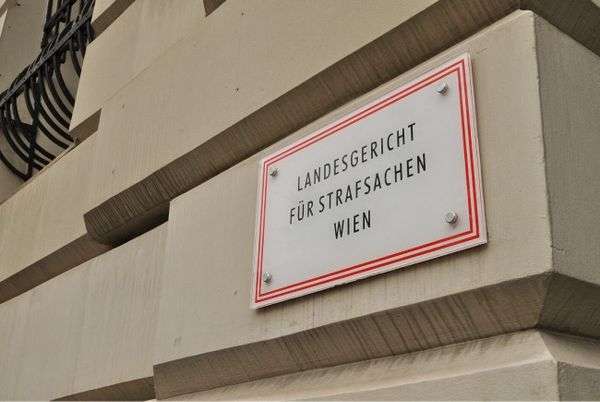 LANDESGERICHT
FÜR STRAFSACHEN
WIEN